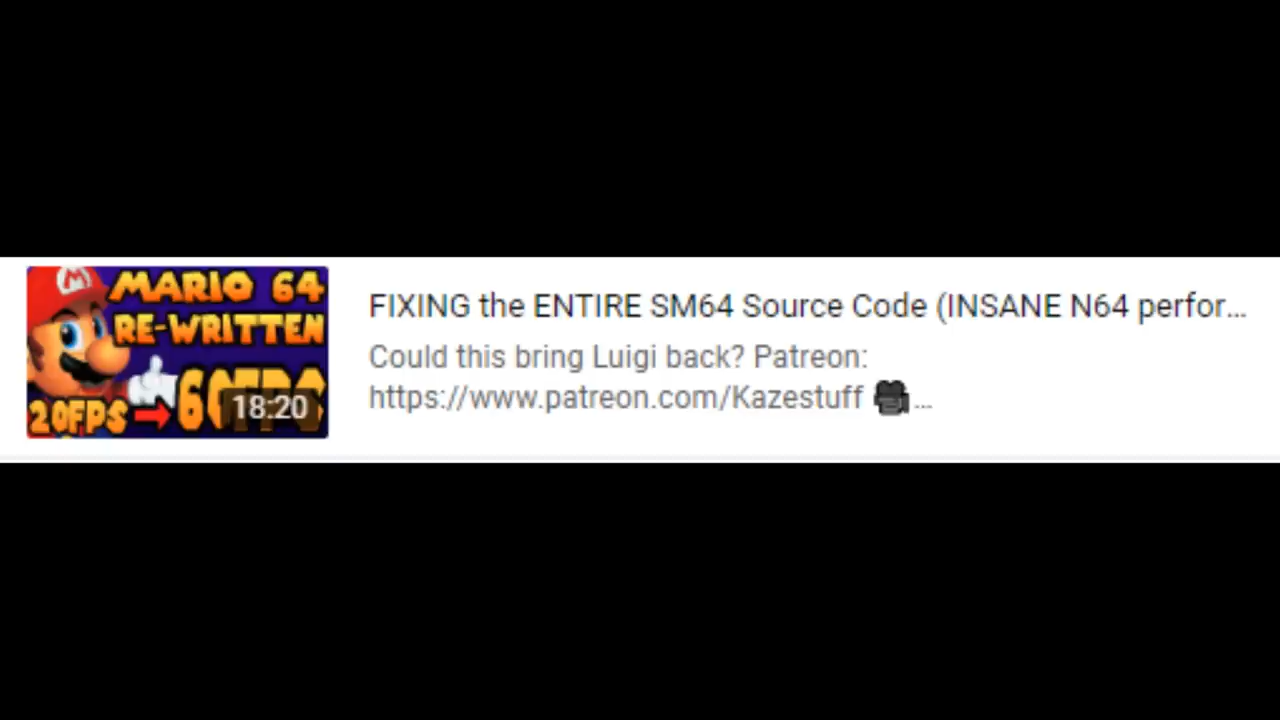 MARIO 64
RE-WRITTEN
20FPS → 60FPS
18:20
FIXING the ENTIRE SM64 Source Code (INSANE N64 perfor...
Could this bring Luigi back? Patreon:
https://www.patreon.com/Kazestuff 🎥...